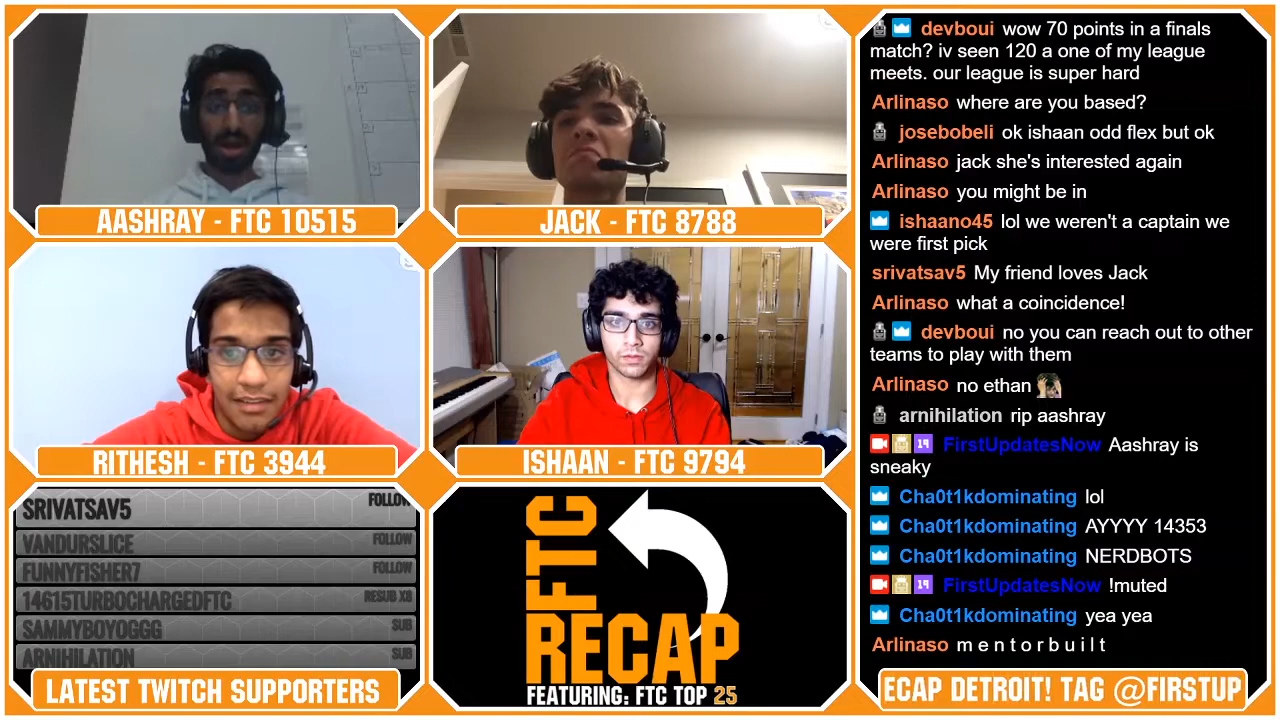 AASHRAY - FTC 10515
JACK - FTC 8788
RITHESH - FTC 3944
ISHAAN - FTC 9794
SRIVATSAV5 FOLLOW
VANDURSLICE FOLLOW
FUNNYFISHER7 FOLLOW
14615TURBOCHARGEDFTC RESUB X8
SAMMYBOYOGGG SUB
ARNIHILATION SUB
LATEST TWITCH SUPPORTERS
FTC
RECAP
FEATURING: FTC TOP 25
devboui wow 70 points in a finals
match? iv seen 120 a one of my league
meets. our league is super hard
Arlinaso where are you based?
josebobeli ok ishaan odd flex but ok
Arlinaso jack she's interested again
Arlinaso you might be in
ishaano45 lol we weren't a captain we
were first pick
srivatsav5 My friend loves Jack
Arlinaso what a coincidence!
devboui no you can reach out to other
teams to play with them
Arlinaso no ethan
arnihilation rip aashray
19 FirstUpdatesNow Aashray is
sneaky
Cha0t1kdominating lol
Cha0t1kdominating AYYYY 14353
Cha0t1kdominating NERDBOTS
19 FirstUpdatesNow !muted
Cha0t1kdominating yea yea
Arlinaso m e n t o r b u i l t
ECAP DETROIT! TAG @FIRSTUP